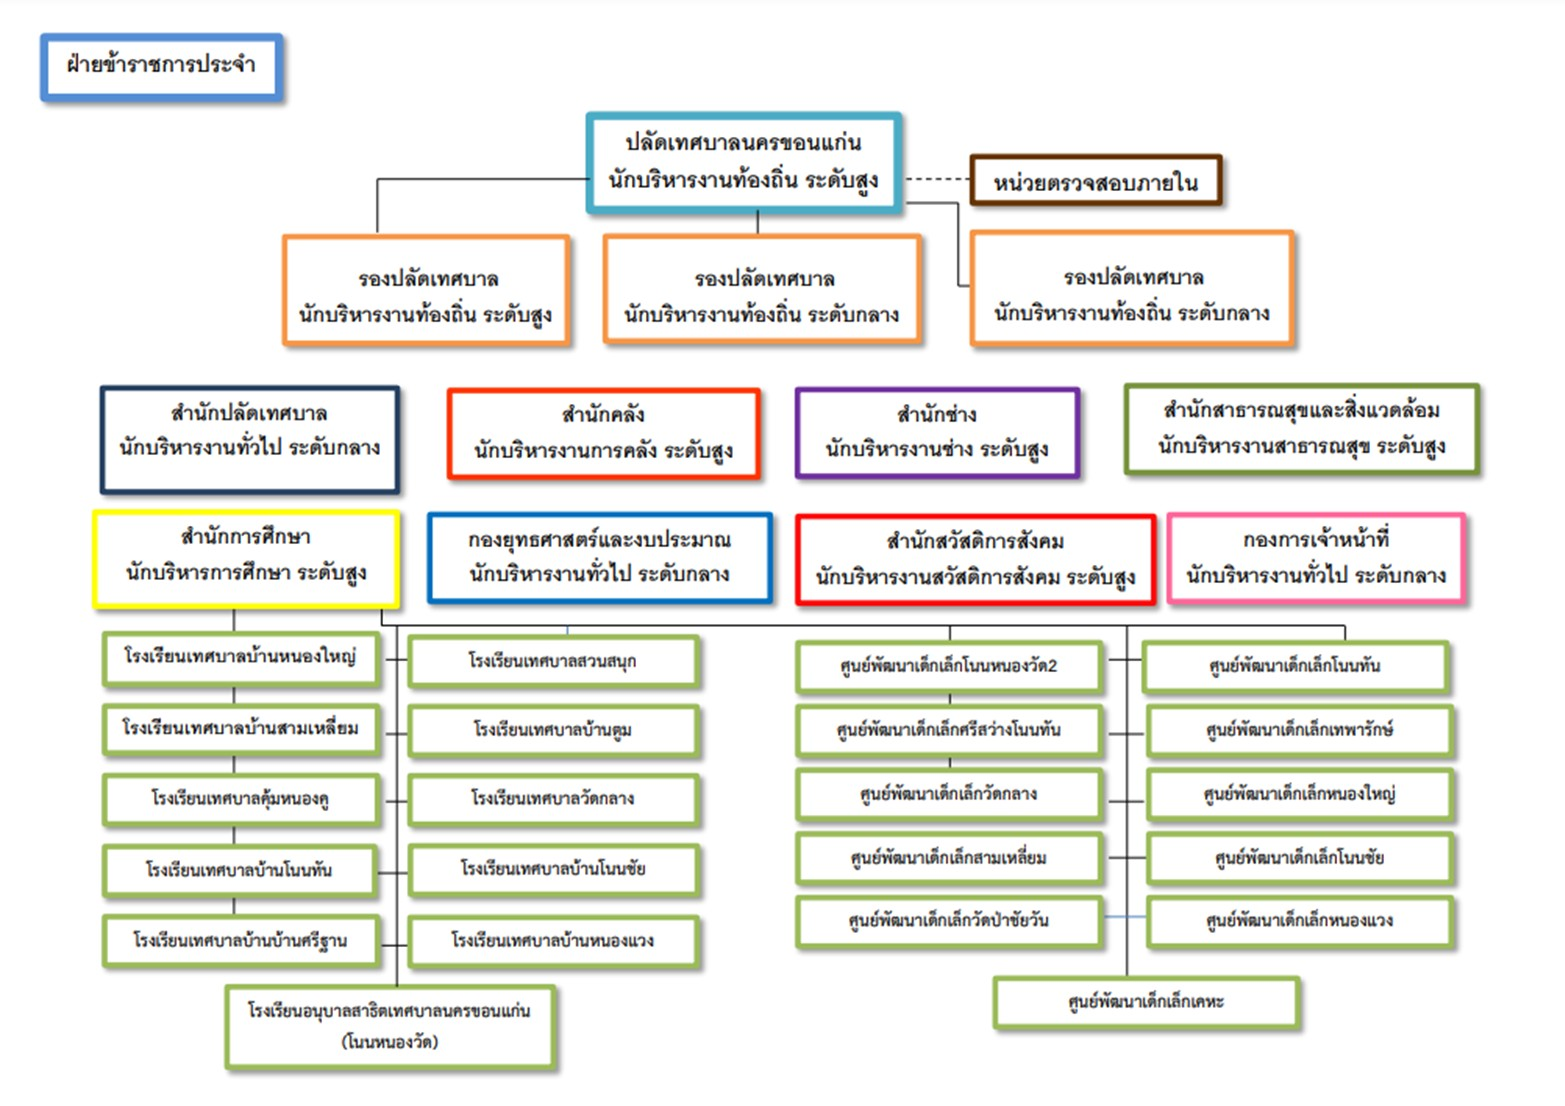 ฝ่ายข้าราชการประจำ
ปลัดเทศบาลนครขอนแก่น
นักบริหารงานท้องถิ่น ระดับสูง
หน่วยตรวจสอบภายใน
รองปลัดเทศบาล
นักบริหารงานท้องถิ่น ระดับสูง
รองปลัดเทศบาล
นักบริหารงานท้องถิ่น ระดับกลาง
รองปลัดเทศบาล
นักบริหารงานท้องถิ่น ระดับกลาง
สำนักปลัดเทศบาล
นักบริหารงานทั่วไป ระดับกลาง
สำนักคลัง
นักบริหารงานการคลัง ระดับสูง
สำนักช่าง
นักบริหารงานช่าง ระดับสูง
สำนักสาธารณสุขและสิ่งแวดล้อม
นักบริหารงานสาธารณสุข ระดับสูง
สำนักการศึกษา
นักบริหารการศึกษา ระดับสูง
กองยุทธศาสตร์และงบประมาณ
นักบริหารงานทั่วไป ระดับกลาง
สำนักสวัสดิการสังคม
นักบริหารงานสวัสดิการสังคม ระดับสูง
กองการเจ้าหน้าที่
นักบริหารงานทั่วไป ระดับกลาง
โรงเรียนเทศบาลบ้านหนองใหญ่
โรงเรียนเทศบาลสวนสนุก
ศูนย์พัฒนาเด็กเล็กโนนหนองวัด2
ศูนย์พัฒนาเด็กเล็กโนนทัน
โรงเรียนเทศบาลบ้านสามเหลี่ยม
โรงเรียนเทศบาลบ้านตูม
ศูนย์พัฒนาเด็กเล็กศรีสว่างโนนทัน
ศูนย์พัฒนาเด็กเล็กเทพารักษ์
โรงเรียนเทศบาลคุ้มหนองคู
โรงเรียนเทศบาลวัดกลาง
ศูนย์พัฒนาเด็กเล็กวัดกลาง
ศูนย์พัฒนาเด็กเล็กหนองใหญ่
โรงเรียนเทศบาลบ้านโนนทัน
โรงเรียนเทศบาลบ้านโนนชัย
ศูนย์พัฒนาเด็กเล็กสามเหลี่ยม
ศูนย์พัฒนาเด็กเล็กโนนชัย
โรงเรียนเทศบาลบ้านบ้านศรีฐาน
โรงเรียนเทศบาลบ้านหนองแวง
ศูนย์พัฒนาเด็กเล็กวัดป่าชัยวัน
ศูนย์พัฒนาเด็กเล็กหนองแวง
โรงเรียนอนุบาลสาธิตเทศบาลนครขอนแก่น
(โนนหนองวัด)
ศูนย์พัฒนาเด็กเล็กเคหะ